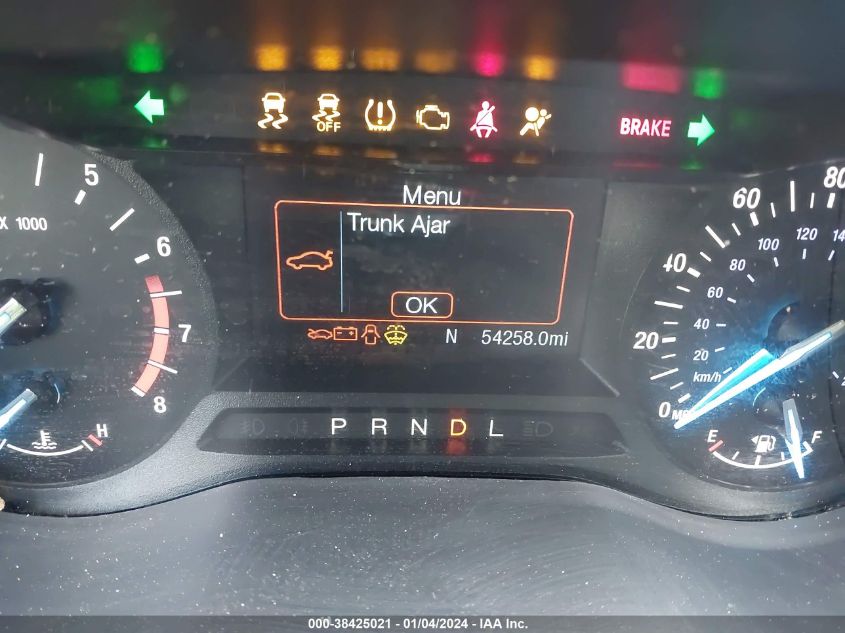 OFF
BRAKE
Menu
Trunk Ajar
OK
N 54258.0mi
X 1000
5
6
7
8
H
P R N D L
0
20
40
60
80
20
40
60
80
100
120
km/h
E F
000-38425021 - 01/04/2024 - IAA Inc.